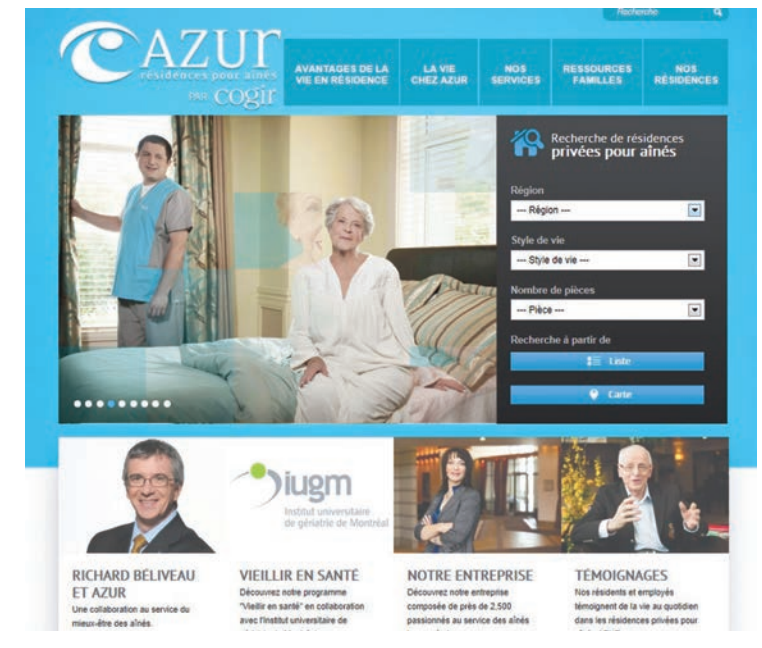 Recherche
AZUR
résidences pour aînés
PAR cogir
AVANTAGES DE LA
VIE EN RÉSIDENCE
LA VIE
CHEZ AZUR
NOS
SERVICES
RESSOURCES
FAMILLES
NOS
RÉSIDENCES
Recherche de résidences
privées pour aînés
Région
--- Région ---
Style de vie
--- Style de vie ---
Nombre de pièces
--- Pièce ---
Recherche à partir de
Liste
Carte
iugm
Institut universitaire
de gériatrie de Montréal
RICHARD BÉLIVEAU
ET AZUR
Une collaboration au service du
mieux-être des aînés.
VIEILLIR EN SANTÉ
Découvrez notre programme
"Vieillir en santé" en collaboration
avec l'Institut universitaire de
NOTRE ENTREPRISE
Découvrez notre entreprise
composée de près de 2,500
passionnés au service des aînés
TÉMOIGNAGES
Nos résidents et employés
témoignent de la vie au quotidien
dans les résidences privées pour